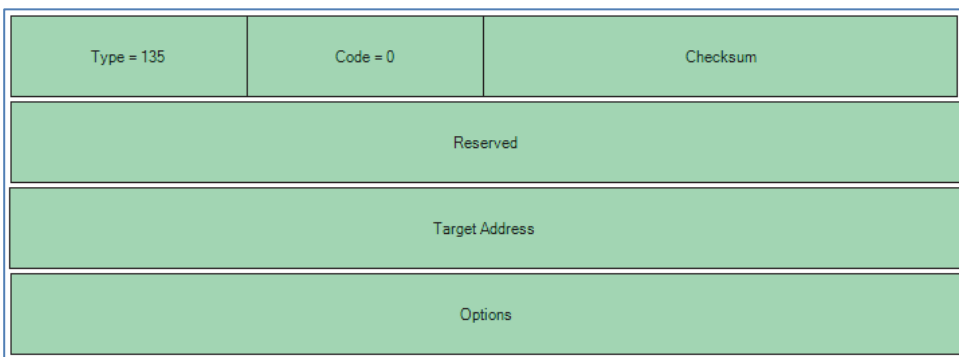 Type = 135 Code = 0 Checksum
Reserved
Target Address
Options